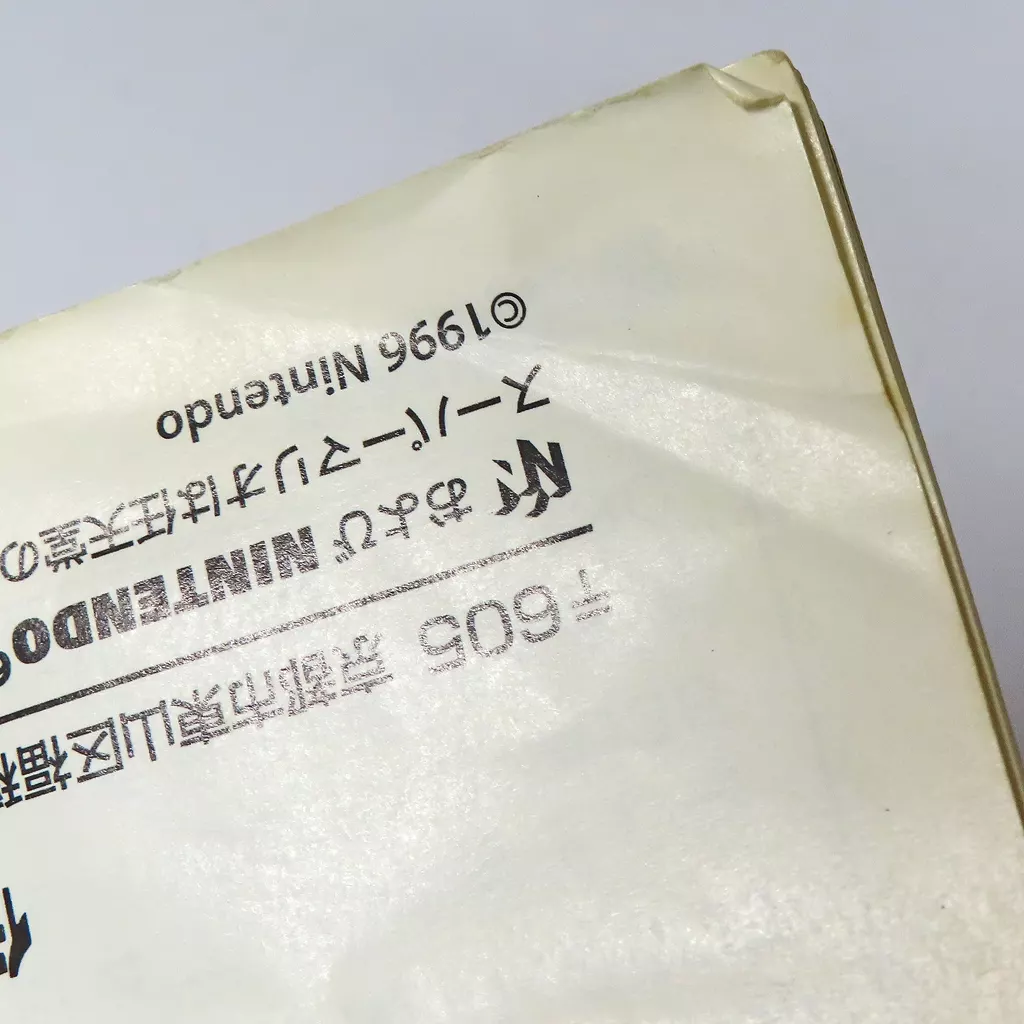 〒605 京都市東山区福
および NINTENDO
スーパーマリオは任天堂の
©1996 Nintendo